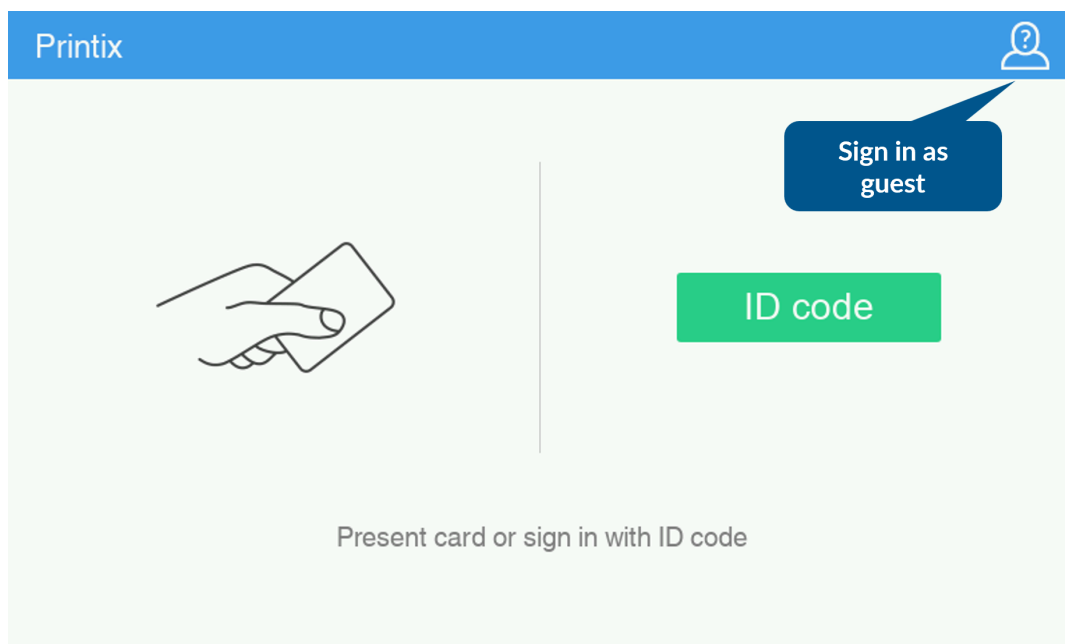 Printix
?
Sign in as
guest
ID code
Present card or sign in with ID code